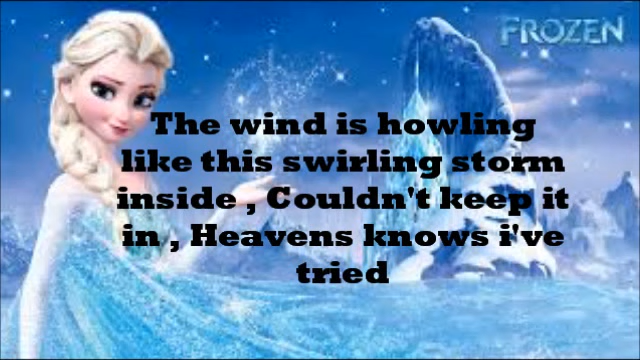 FROZEN
The wind is howling
like this swirling storm
inside , Couldn't keep it
in , Heavens knows i've
tried